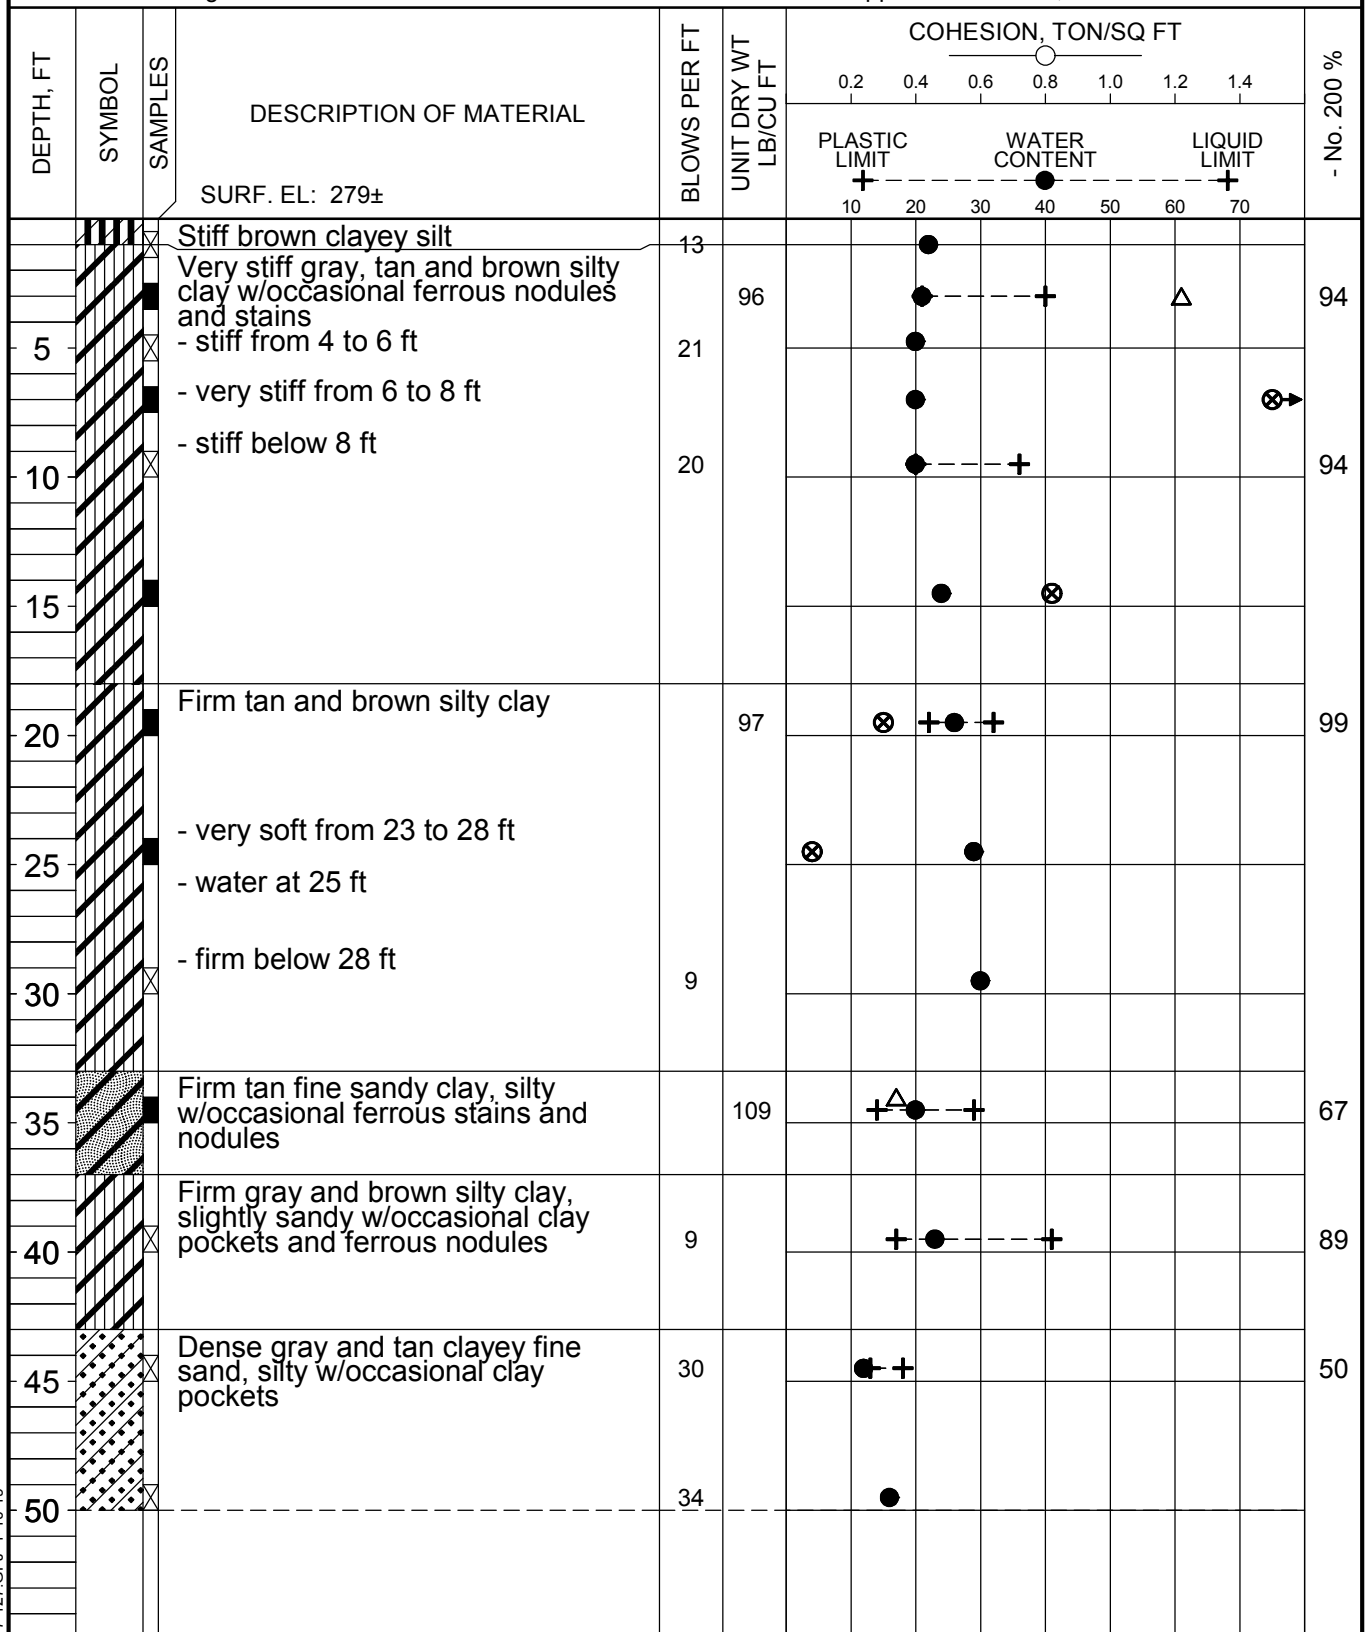 COHESION, TON/SQ FT
0.2 0.4 0.6 0.8 1.0 1.2 1.4
DEPTH, FT
SYMBOL
SAMPLES
DESCRIPTION OF MATERIAL
SURF. EL: 279±
BLOWS PER FT
UNIT DRY WT
LB/CU FT
PLASTIC
LIMIT
WATER
CONTENT
LIQUID
LIMIT
10 20 30 40 50 60 70
- No. 200 %
Stiff brown clayey silt
13
Very stiff gray, tan and brown silty
clay w/occasional ferrous nodules
and stains
96
94
- stiff from 4 to 6 ft
5
21
- very stiff from 6 to 8 ft
- stiff below 8 ft
10
20
94
15
Firm tan and brown silty clay
20
97
99
- very soft from 23 to 28 ft
25
- water at 25 ft
- firm below 28 ft
30
9
Firm tan fine sandy clay, silty
w/occasional ferrous stains and
nodules
35
109
67
Firm gray and brown silty clay,
slightly sandy w/occasional clay
pockets and ferrous nodules
40
9
89
Dense gray and tan clayey fine
sand, silty w/occasional clay
pockets
45
30
50
34
50